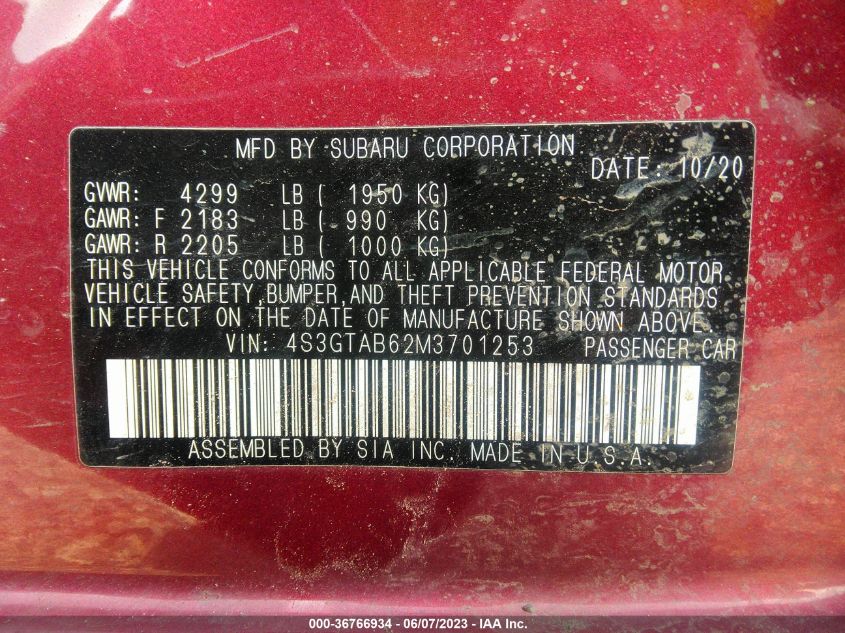 MFD BY SUBARU CORPORATION
DATE: 10/20
GVWR: 4299 LB ( 1950 KG)
GAWR: F 2183 LB ( 990 KG)
GAWR: R 2205 LB ( 1000 KG)
THIS VEHICLE CONFORMS TO ALL APPLICABLE FEDERAL MOTOR
VEHICLE SAFETY, BUMPER, AND THEFT PREVENTION STANDARDS
IN EFFECT ON THE DATE OF MANUFACTURE SHOWN ABOVE.
VIN: 4S3GTAB62M3701253 PASSENGER CAR
ASSEMBLED BY SIA INC. MADE IN U.S.A.
000-36766934 - 06/07/2023 - IAA Inc.